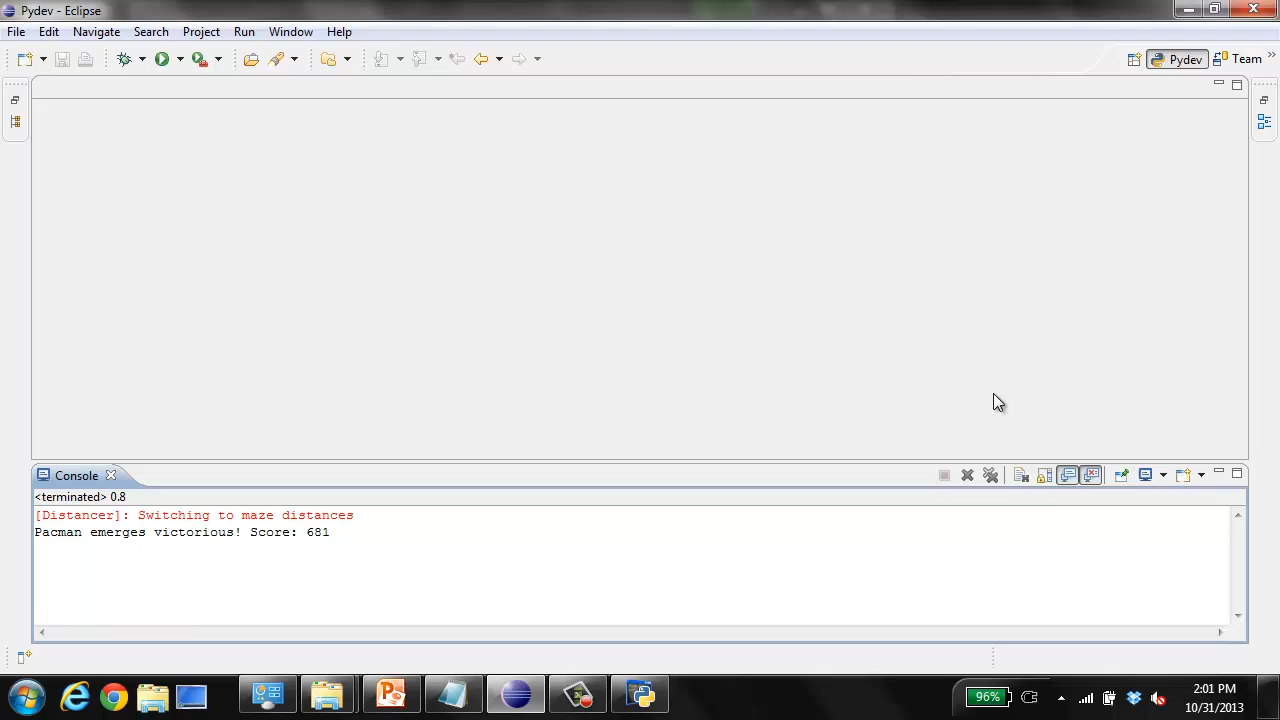 Pydev - Eclipse
File Edit Navigate Search Project Run Window Help
Pydev Team
Console
<terminated> 0.8
[Distancer]: Switching to maze distances
Pacman emerges victorious! Score: 681
96%
2:01 PM
10/31/2013